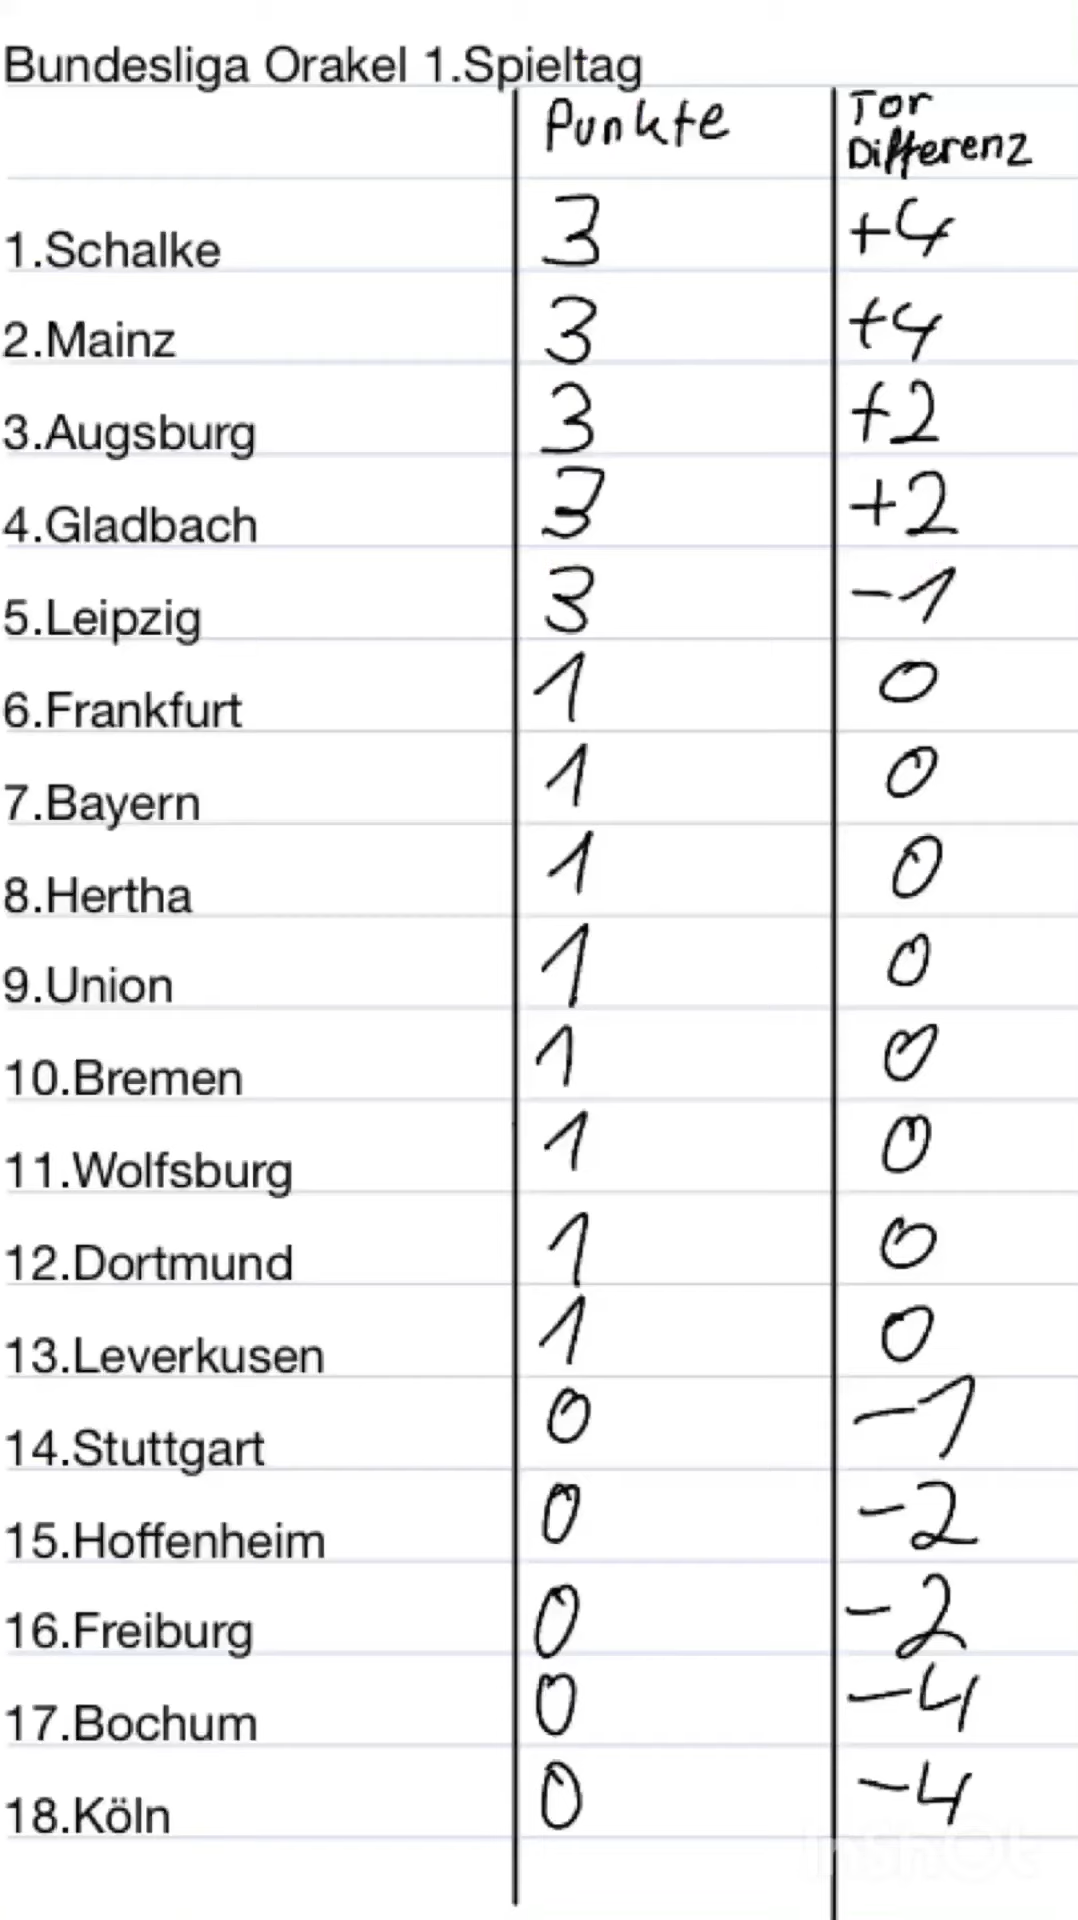 Bundesliga Orakel 1.Spieltag
Punkte Tor Differenz
1.Schalke 3 +4
2.Mainz 3 +4
3.Augsburg 3 +2
4.Gladbach 3 +2
5.Leipzig 3 -1
6.Frankfurt 1 0
7.Bayern 1 0
8.Hertha 1 0
9.Union 1 0
10.Bremen 1 0
11.Wolfsburg 1 0
12.Dortmund 1 0
13.Leverkusen 1 0
14.Stuttgart 0 -1
15.Hoffenheim 0 -2
16.Freiburg 0 -2
17.Bochum 0 -4
18.Köln 0 -4
InShOt